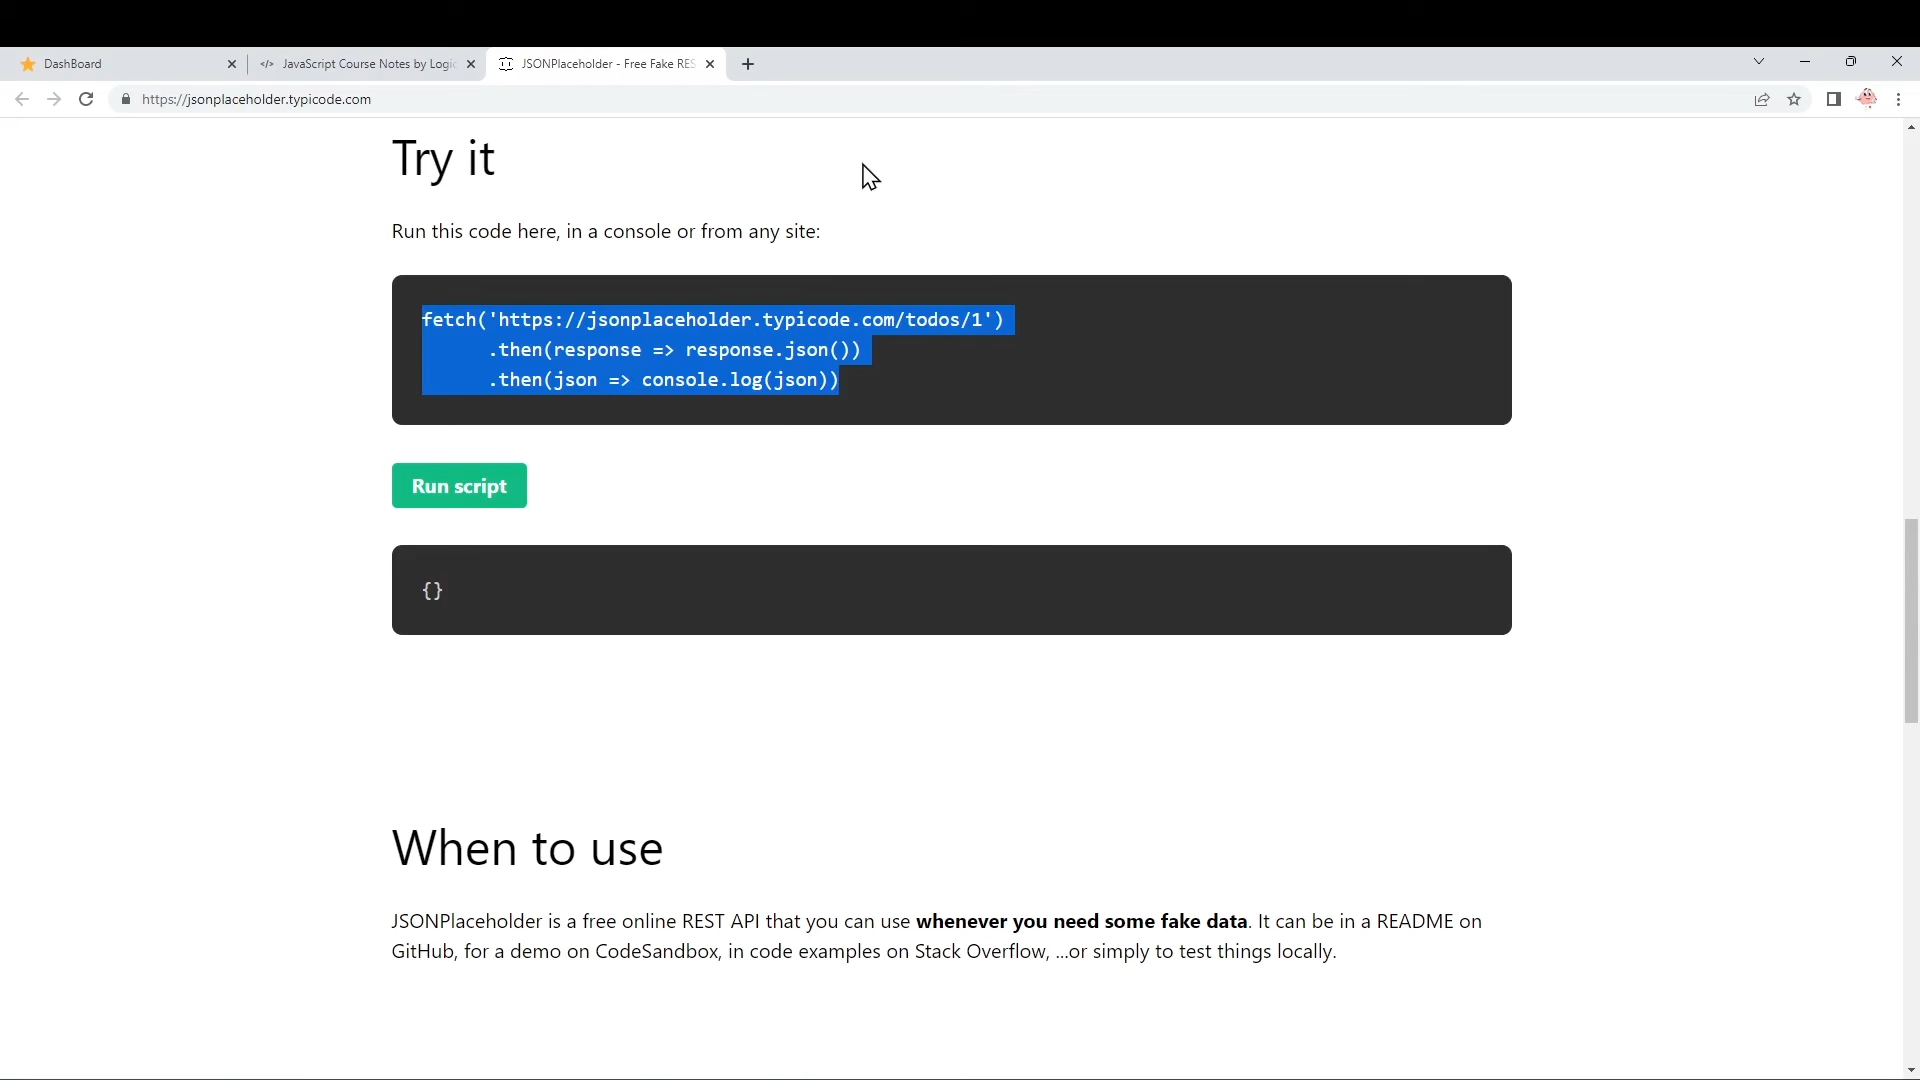 DashBoard
JavaScript Course Notes by Logic
JSONPlaceholder - Free Fake RES
https://jsonplaceholder.typicode.com
Try it
Run this code here, in a console or from any site:
fetch('https://jsonplaceholder.typicode.com/todos/1')
.then(response => response.json())
.then(json => console.log(json))
Run script
{}
When to use
JSONPlaceholder is a free online REST API that you can use whenever you need some fake data. It can be in a README on
GitHub, for a demo on CodeSandbox, in code examples on Stack Overflow, ...or simply to test things locally.